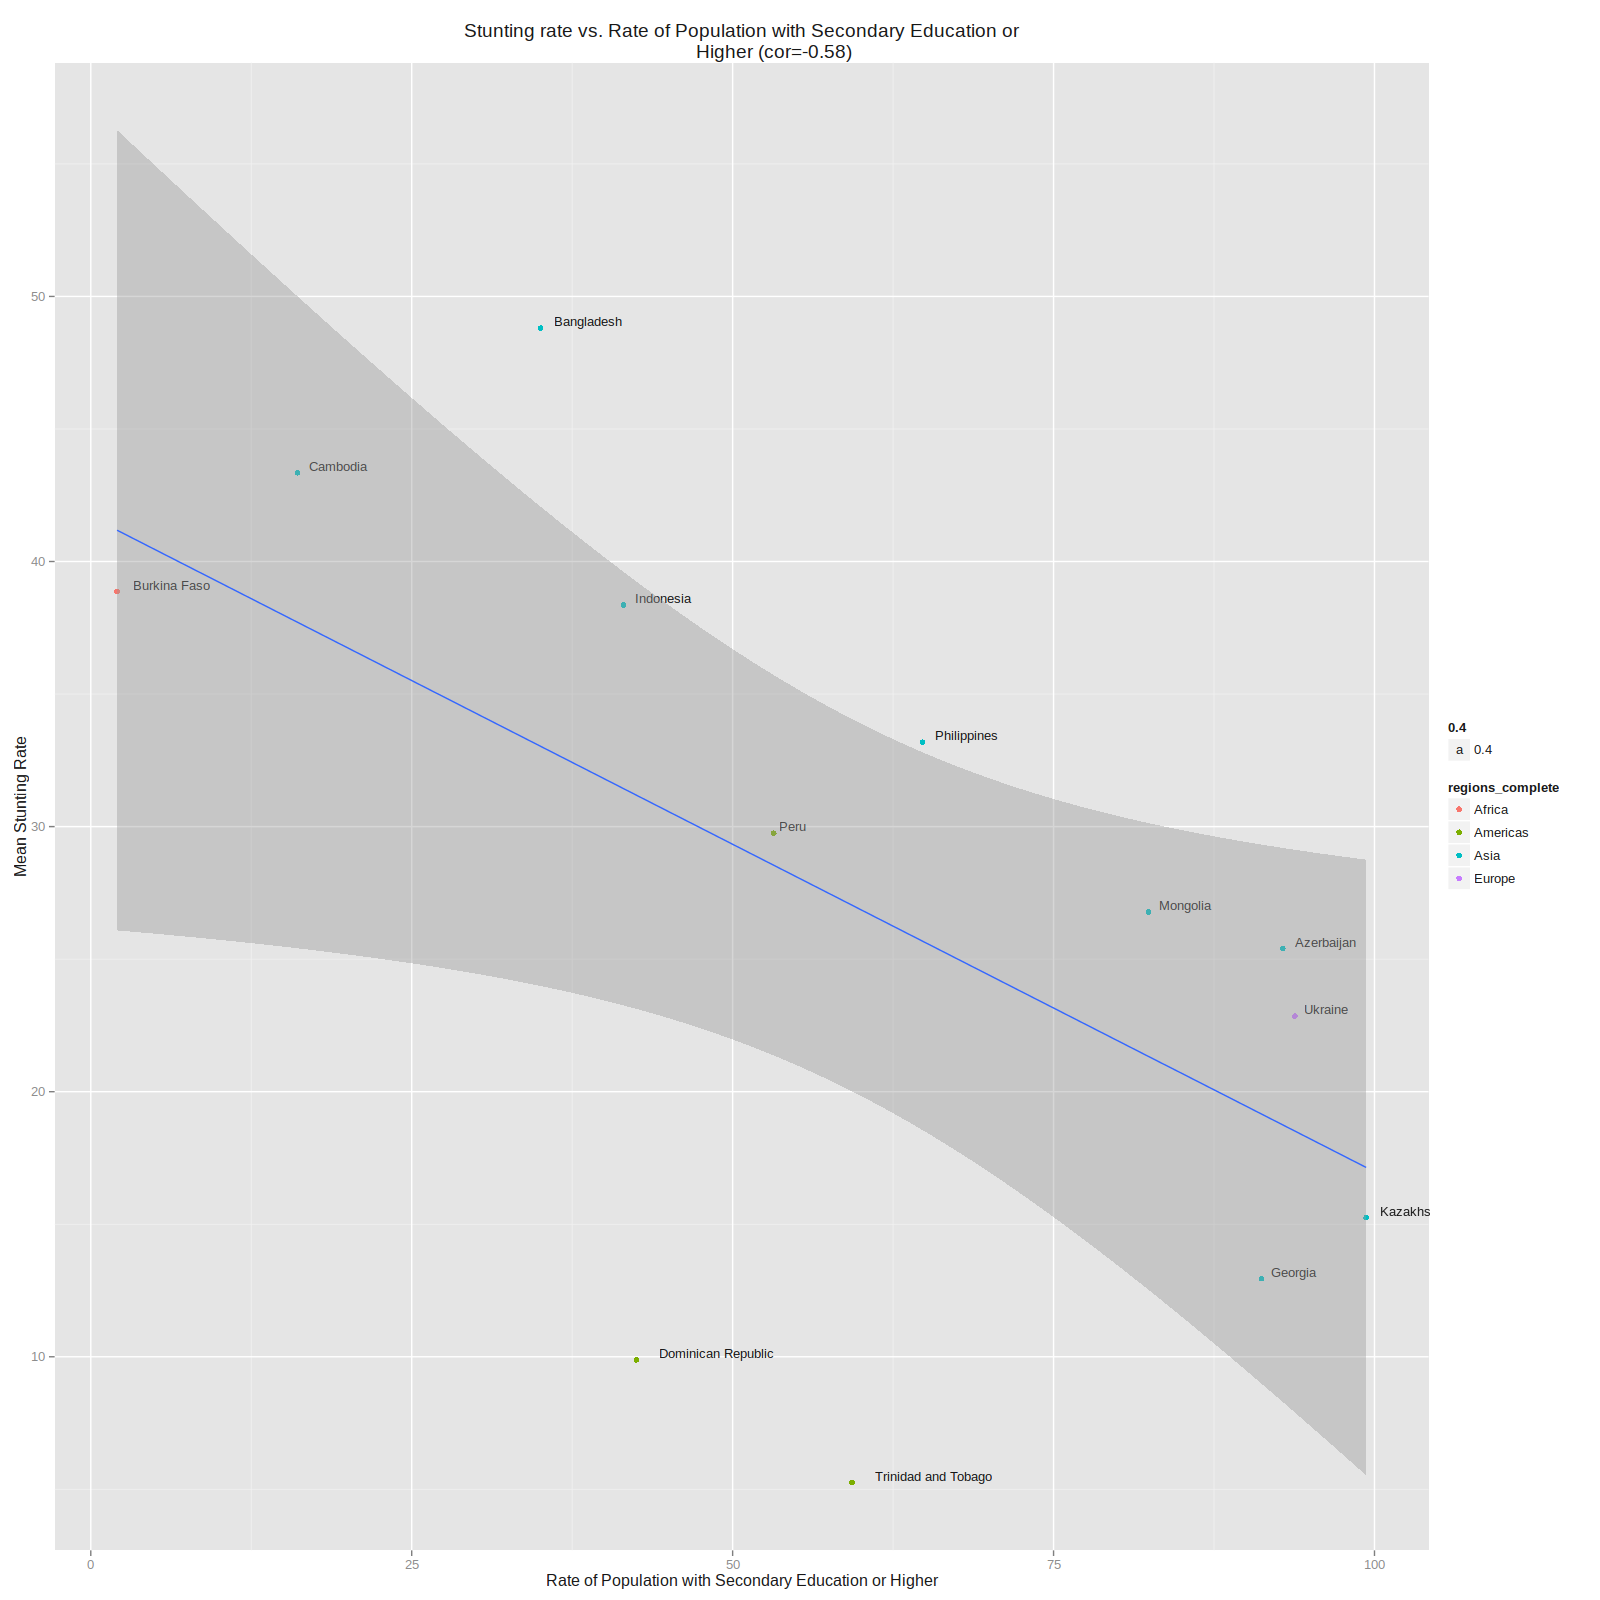 Stunting rate vs. Rate of Population with Secondary Education or
Higher (cor=-0.58)
Mean Stunting Rate
50
40
30
20
10
Bangladesh
Cambodia
Burkina Faso
Indonesia
Philippines
Peru
Mongolia
Azerbaijan
Ukraine
Kazakhs
Georgia
Dominican Republic
Trinidad and Tobago
0.4
a 0.4
regions_complete
Africa
Americas
Asia
Europe
0 25 50 75 100
Rate of Population with Secondary Education or Higher